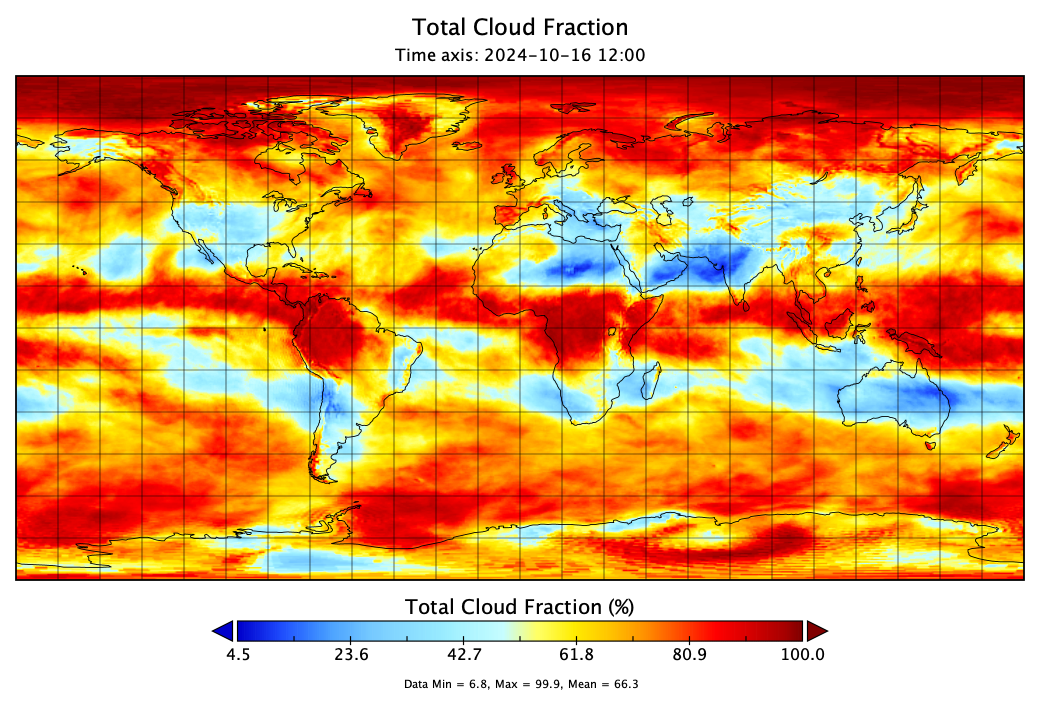 Total Cloud Fraction
Time axis: 2024-10-16 12:00
Total Cloud Fraction (%)
4.5 23.6 42.7 61.8 80.9 100.0
Data Min = 6.8, Max = 99.9, Mean = 66.3